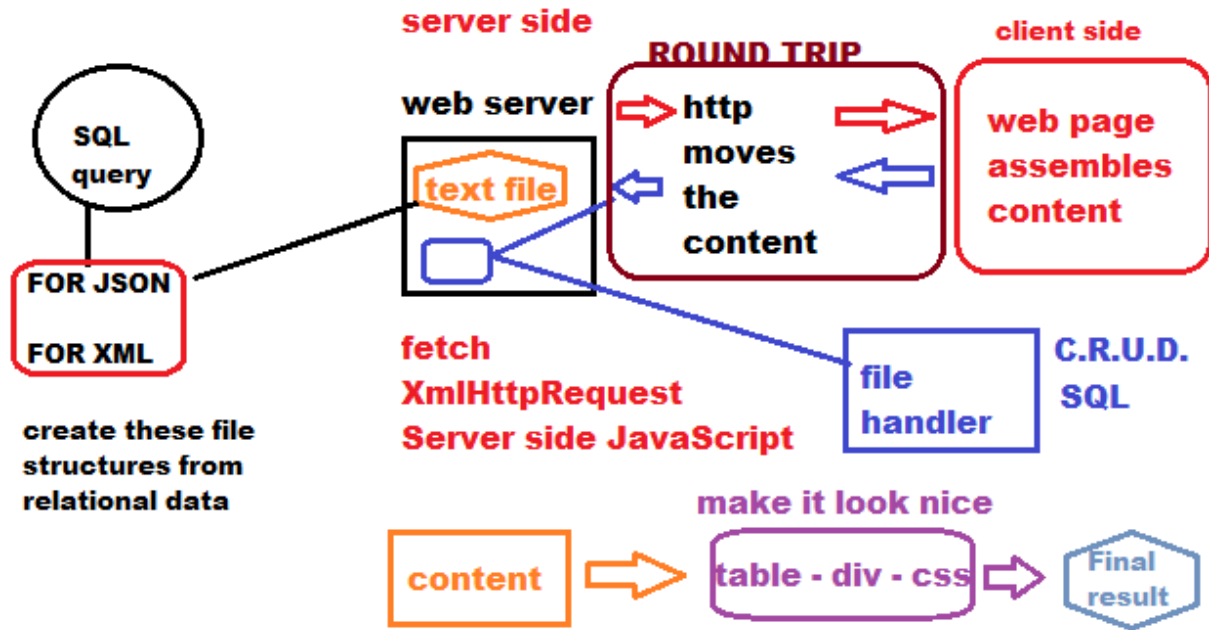 server side
client side
ROUND TRIP
web server
SQL
query
text file
http
moves
the
content
web page
assembles
content
FOR JSON
FOR XML
create these file
structures from
relational data
fetch
XmlHttpRequest
Server side JavaScript
file
handler
C.R.U.D.
SQL
make it look nice
content
table - div - css
Final
result